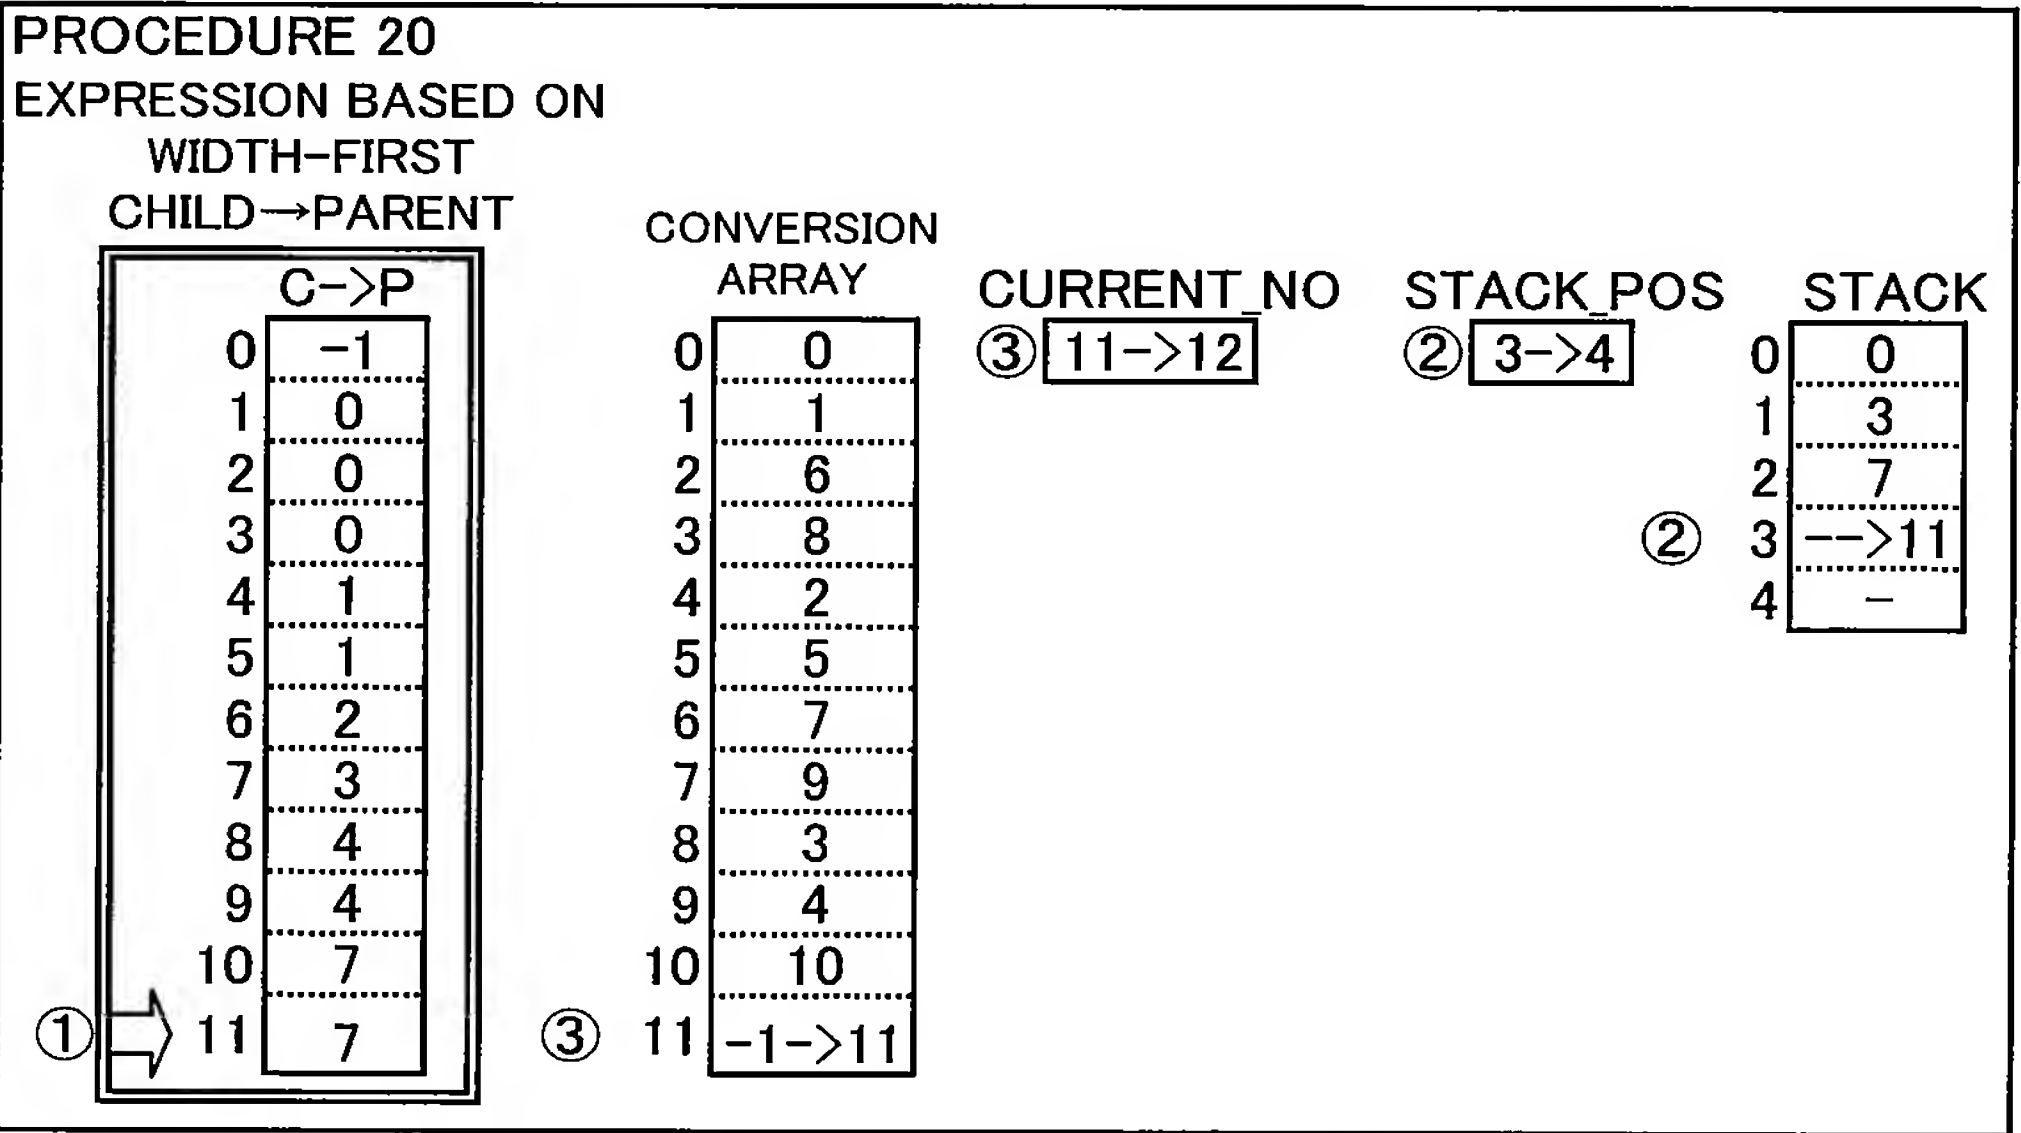 PROCEDURE 20
EXPRESSION BASED ON
WIDTH-FIRST
CHILD→PARENT
CONVERSION
ARRAY
CURRENT_NO
STACK_POS
STACK
C->P
③ 11->12
② 3->4
0 -1
0 0
0 0
1 0
1 1
1 3
2 0
2 6
2 7
3 0
3 8
② 3 -->11
4 1
4 2
4 -
5 1
5 5
6 2
6 7
7 3
7 9
8 4
8 3
9 4
9 4
10 7
10 10
① 11 7
③ 11 -1->11